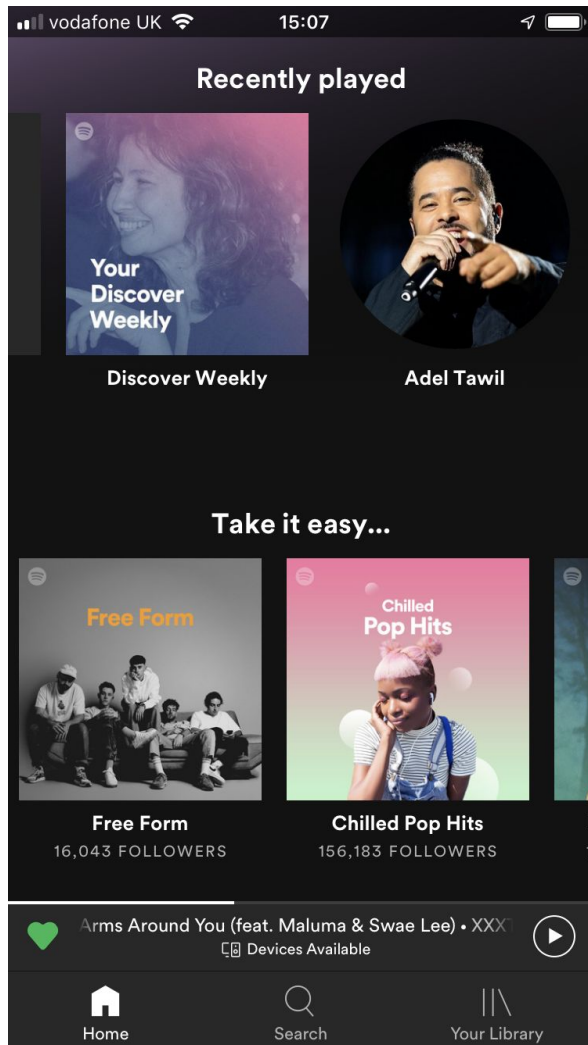 vodafone UK
15:07
Recently played
Your
Discover
Weekly
Discover Weekly
Adel Tawil
Take it easy...
Free Form
Chilled
Pop Hits
Free Form
Chilled Pop Hits
16,043 FOLLOWERS
156,183 FOLLOWERS
Arms Around You (feat. Maluma & Swae Lee) • XXX
Devices Available
Home
Search
Your Library